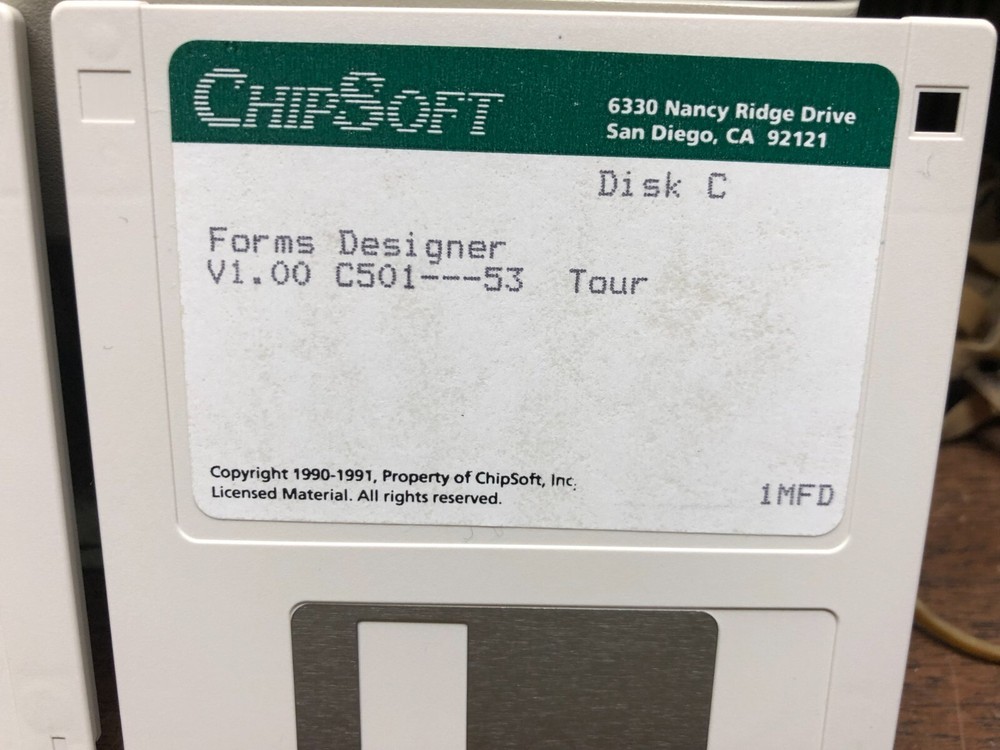 CHIPSOFT
6330 Nancy Ridge Drive
San Diego, CA 92121
Disk C
Forms Designer
V1.00 C501---53 Tour
Copyright 1990-1991, Property of ChipSoft, Inc.
Licensed Material. All rights reserved.
1MFD